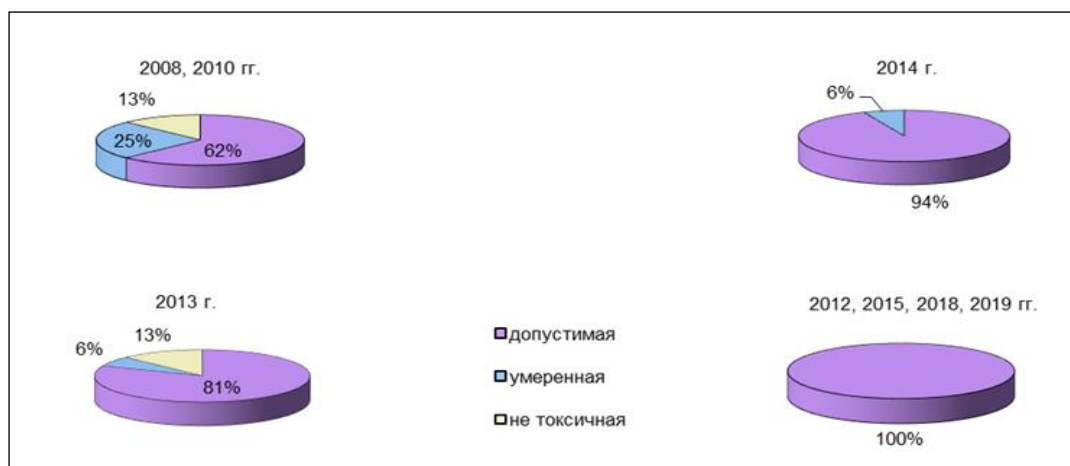 2008, 2010 гг.
13%
25%
62%
2014 г.
6%
94%
2013 г.
6%
13%
81%
допустимая
умеренная
не токсичная
2012, 2015, 2018, 2019 гг.
100%